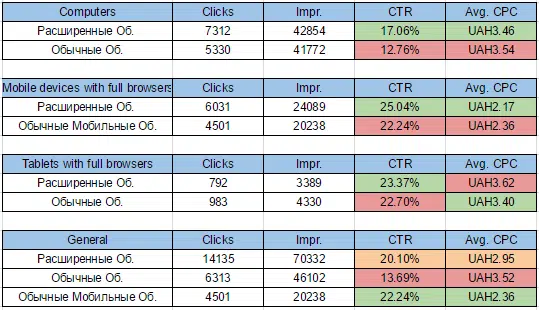 Computers Clicks Impr. CTR Avg. CPC
Расширенные Об. 7312 42854 17.06% UAH3.46
Обычные Об. 5330 41772 12.76% UAH3.54
Mobile devices with full browsers Clicks Impr. CTR Avg. CPC
Расширенные Об. 6031 24089 25.04% UAH2.17
Обычные Мобильные Об. 4501 20238 22.24% UAH2.36
Tablets with full browsers Clicks Impr. CTR Avg. CPC
Расширенные Об. 792 3389 23.37% UAH3.62
Обычные Об. 983 4330 22.70% UAH3.40
General Clicks Impr. CTR Avg. CPC
Расширенные Об. 14135 70332 20.10% UAH2.95
Обычные Об. 6313 46102 13.69% UAH3.52
Обычные Мобильные Об. 4501 20238 22.24% UAH2.36